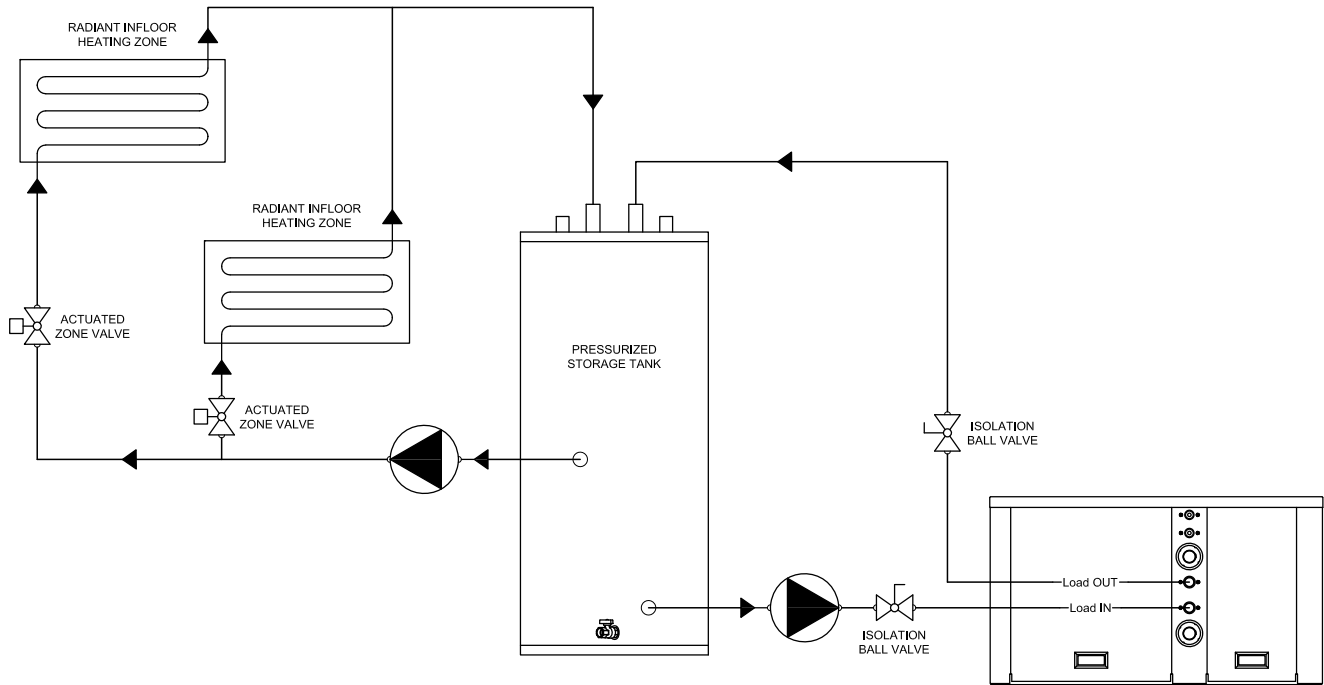 RADIANT INFLOOR
HEATING ZONE
RADIANT INFLOOR
HEATING ZONE
ACTUATED
ZONE VALVE
PRESSURIZED
STORAGE TANK
ACTUATED
ZONE VALVE
ISOLATION
BALL VALVE
Load OUT
Load IN
ISOLATION
BALL VALVE